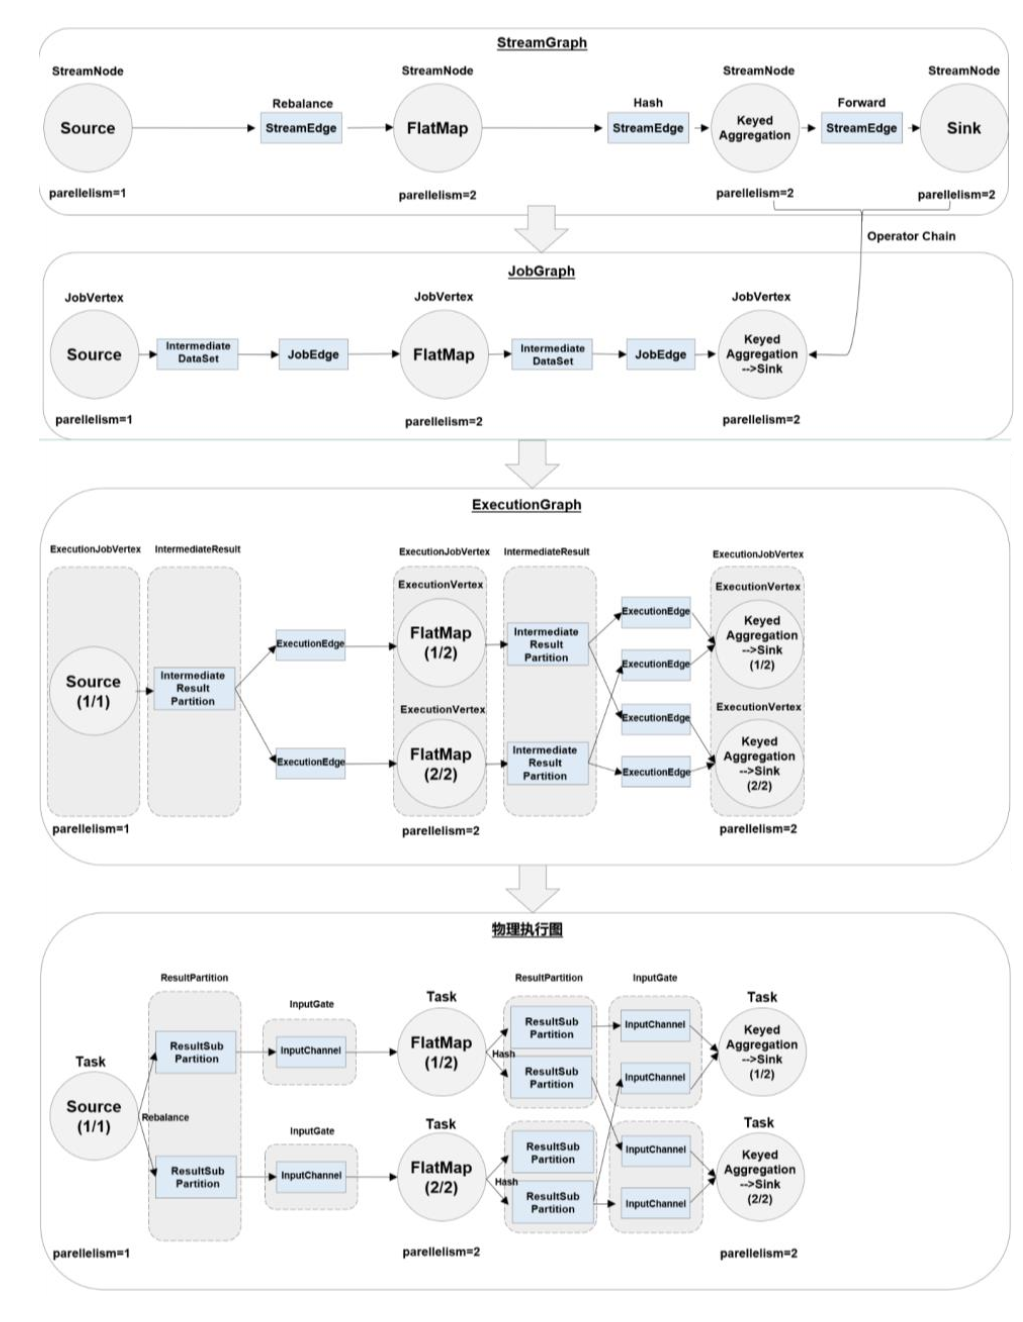 StreamGraph
StreamNode
StreamNode
StreamNode
StreamNode
Rebalance
Hash
Forward
Source
StreamEdge
FlatMap
StreamEdge
Keyed
Aggregation
StreamEdge
Sink
parellelism=1
parellelism=2
parellelism=2
parellelism=2
Operator Chain
JobGraph
JobVertex
JobVertex
JobVertex
Source
Intermediate
DataSet
JobEdge
FlatMap
Intermediate
DataSet
JobEdge
Keyed
Aggregation
-->Sink
parellelism=1
parellelism=2
parellelism=2
ExecutionGraph
ExecutionJobVertex
IntermediateResult
ExecutionJobVertex
IntermediateResult
ExecutionJobVertex
ExecutionVertex
ExecutionVertex
Source
(1/1)
Intermediate
Result
Partition
ExecutionEdge
ExecutionEdge
FlatMap
(1/2)
ExecutionVertex
FlatMap
(2/2)
Intermediate
Result
Partition
Intermediate
Result
Partition
ExecutionEdge
ExecutionEdge
ExecutionEdge
ExecutionEdge
Keyed
Aggregation
-->Sink
(1/2)
ExecutionVertex
Keyed
Aggregation
-->Sink
(2/2)
parellelism=1
parellelism=2
parellelism=2
物理执行图
ResultPartition
InputGate
Task
ResultPartition
InputGate
Task
Task
Source
(1/1)
Rebalance
ResultSub
Partition
ResultSub
Partition
InputChannel
InputGate
InputChannel
FlatMap
(1/2)
Hash
Task
FlatMap
(2/2)
Hash
ResultSub
Partition
ResultSub
Partition
ResultSub
Partition
ResultSub
Partition
InputChannel
InputChannel
InputChannel
InputChannel
Keyed
Aggregation
-->Sink
(1/2)
Task
Keyed
Aggregation
-->Sink
(2/2)
parellelism=1
parellelism=2
parellelism=2